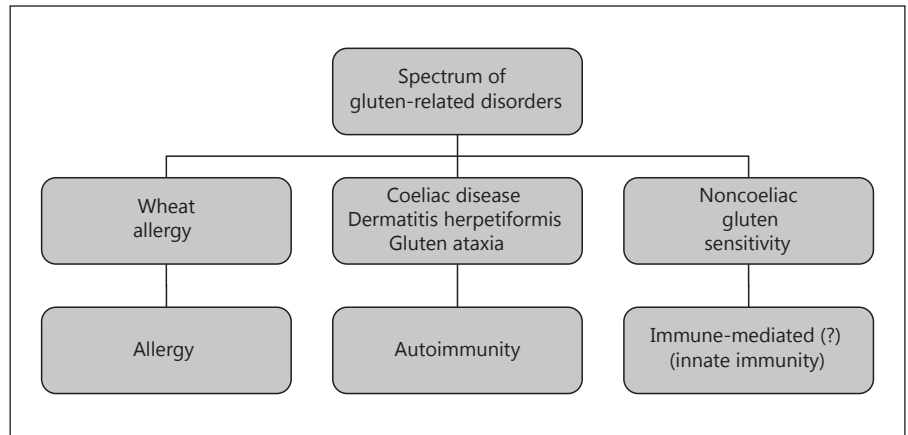 Spectrum of
gluten-related disorders
Wheat
allergy
Coeliac disease
Dermatitis herpetiformis
Gluten ataxia
Noncoeliac
gluten
sensitivity
Allergy
Autoimmunity
Immune-mediated (?)
(innate immunity)